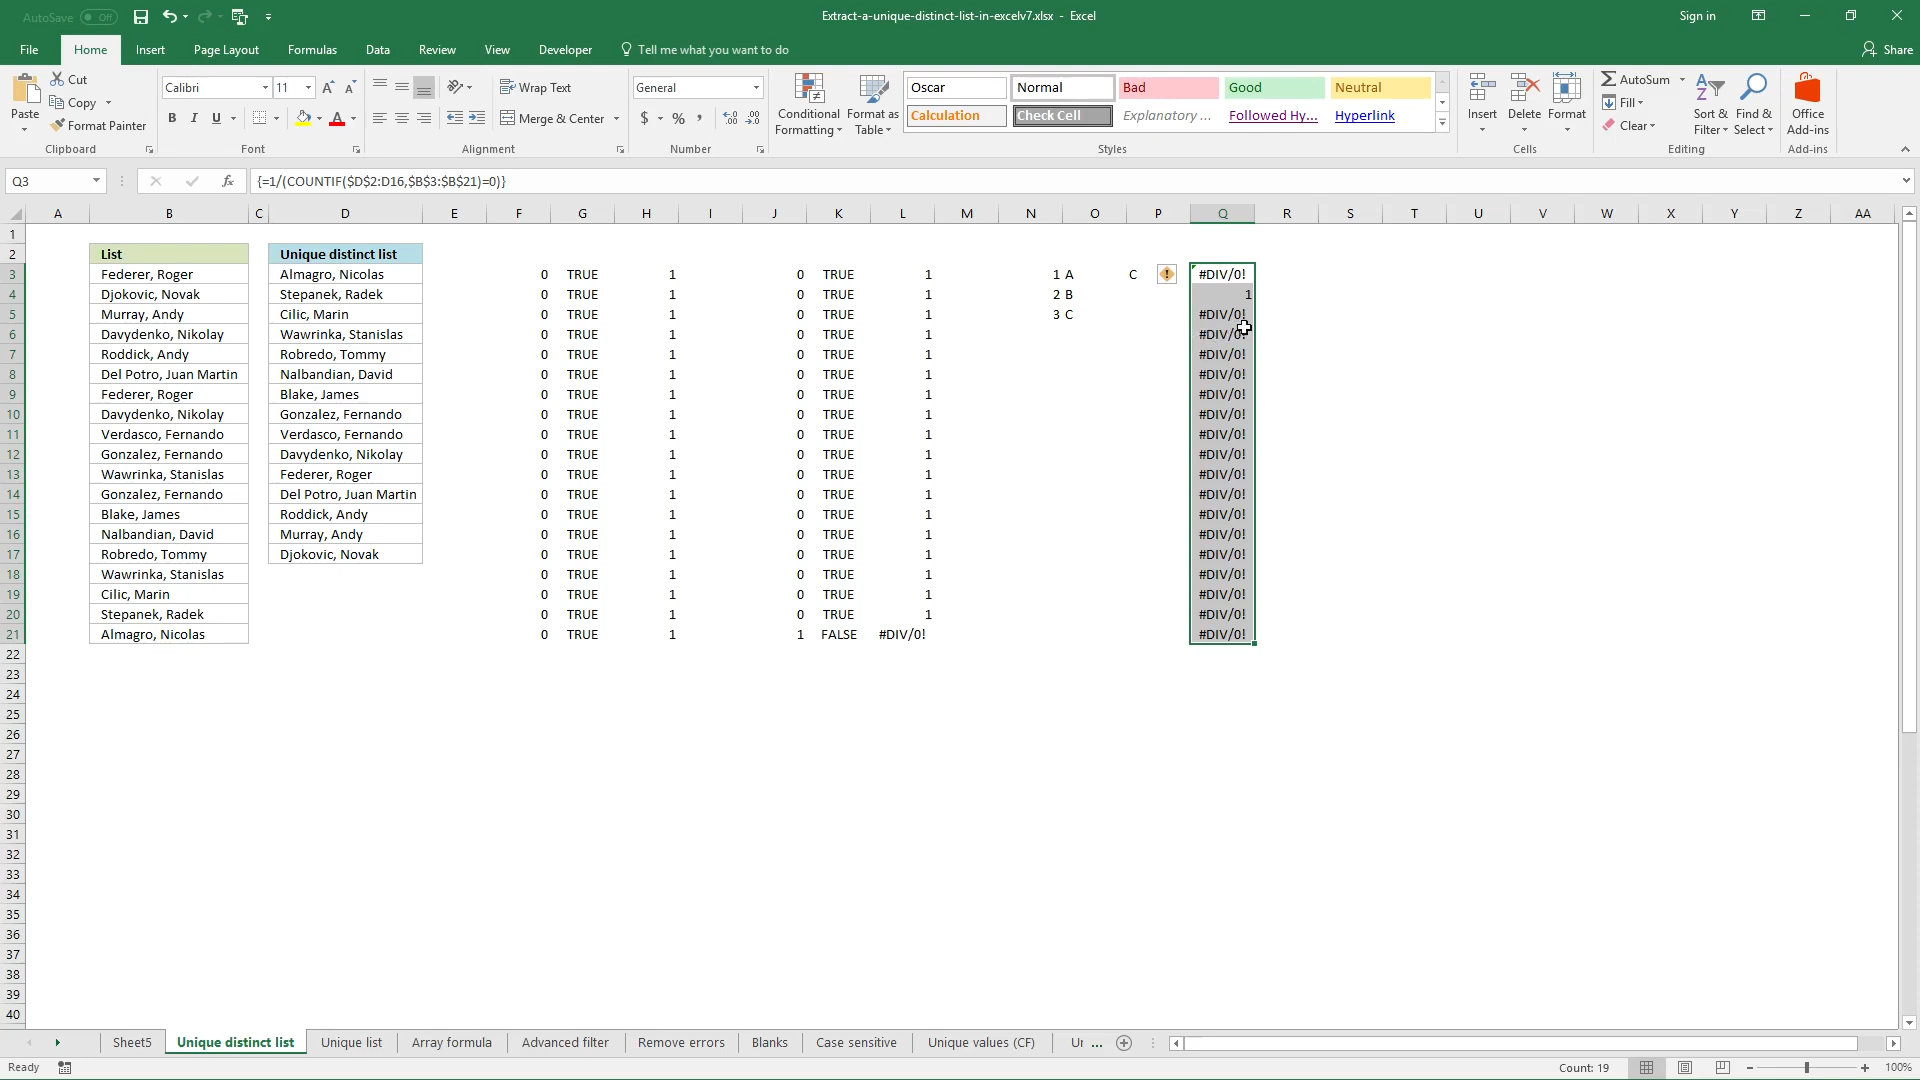 AutoSave Off
Extract-a-unique-distinct-list-in-excelv7.xlsx - Excel
Sign in
File Home Insert Page Layout Formulas Data Review View Developer Tell me what you want to do Share
Paste
Cut
Copy
Format Painter
Clipboard
Calibri 11
B I U
Font
Wrap Text
Merge & Center
Alignment
General
$ % ,
Number
Conditional Formatting
Format as Table
Oscar Normal Bad Good Neutral
Calculation Check Cell Explanatory ... Followed Hy... Hyperlink
Styles
Insert Delete Format
Cells
AutoSum
Fill
Clear
Sort & Filter
Find & Select
Editing
Office Add-ins
Add-ins
Q3 fx {=1/(COUNTIF($D$2:D16,$B$3:$B$21)=0)}
A B C D E F G H I J K L M N O P Q R S T U V W X Y Z AA
1
2 List Unique distinct list
3 Federer, Roger Almagro, Nicolas 0 TRUE 1 0 TRUE 1 1 A C #DIV/0!
4 Djokovic, Novak Stepanek, Radek 0 TRUE 1 0 TRUE 1 2 B 1
5 Murray, Andy Cilic, Marin 0 TRUE 1 0 TRUE 1 3 C #DIV/0!
6 Davydenko, Nikolay Wawrinka, Stanislas 0 TRUE 1 0 TRUE 1 #DIV/0!
7 Roddick, Andy Robredo, Tommy 0 TRUE 1 0 TRUE 1 #DIV/0!
8 Del Potro, Juan Martin Nalbandian, David 0 TRUE 1 0 TRUE 1 #DIV/0!
9 Federer, Roger Blake, James 0 TRUE 1 0 TRUE 1 #DIV/0!
10 Davydenko, Nikolay Gonzalez, Fernando 0 TRUE 1 0 TRUE 1 #DIV/0!
11 Verdasco, Fernando Verdasco, Fernando 0 TRUE 1 0 TRUE 1 #DIV/0!
12 Gonzalez, Fernando Davydenko, Nikolay 0 TRUE 1 0 TRUE 1 #DIV/0!
13 Wawrinka, Stanislas Federer, Roger 0 TRUE 1 0 TRUE 1 #DIV/0!
14 Gonzalez, Fernando Del Potro, Juan Martin 0 TRUE 1 0 TRUE 1 #DIV/0!
15 Blake, James Roddick, Andy 0 TRUE 1 0 TRUE 1 #DIV/0!
16 Nalbandian, David Murray, Andy 0 TRUE 1 0 TRUE 1 #DIV/0!
17 Robredo, Tommy Djokovic, Novak 0 TRUE 1 0 TRUE 1 #DIV/0!
18 Wawrinka, Stanislas 0 TRUE 1 0 TRUE 1 #DIV/0!
19 Cilic, Marin 0 TRUE 1 0 TRUE 1 #DIV/0!
20 Stepanek, Radek 0 TRUE 1 0 TRUE 1 #DIV/0!
21 Almagro, Nicolas 0 TRUE 1 1 FALSE #DIV/0! #DIV/0!
22
23
24
25
26
27
28
29
30
31
32
33
34
35
36
37
38
39
40
Sheet5 Unique distinct list Unique list Array formula Advanced filter Remove errors Blanks Case sensitive Unique values (CF) Ur ...
Ready Count: 19 100%